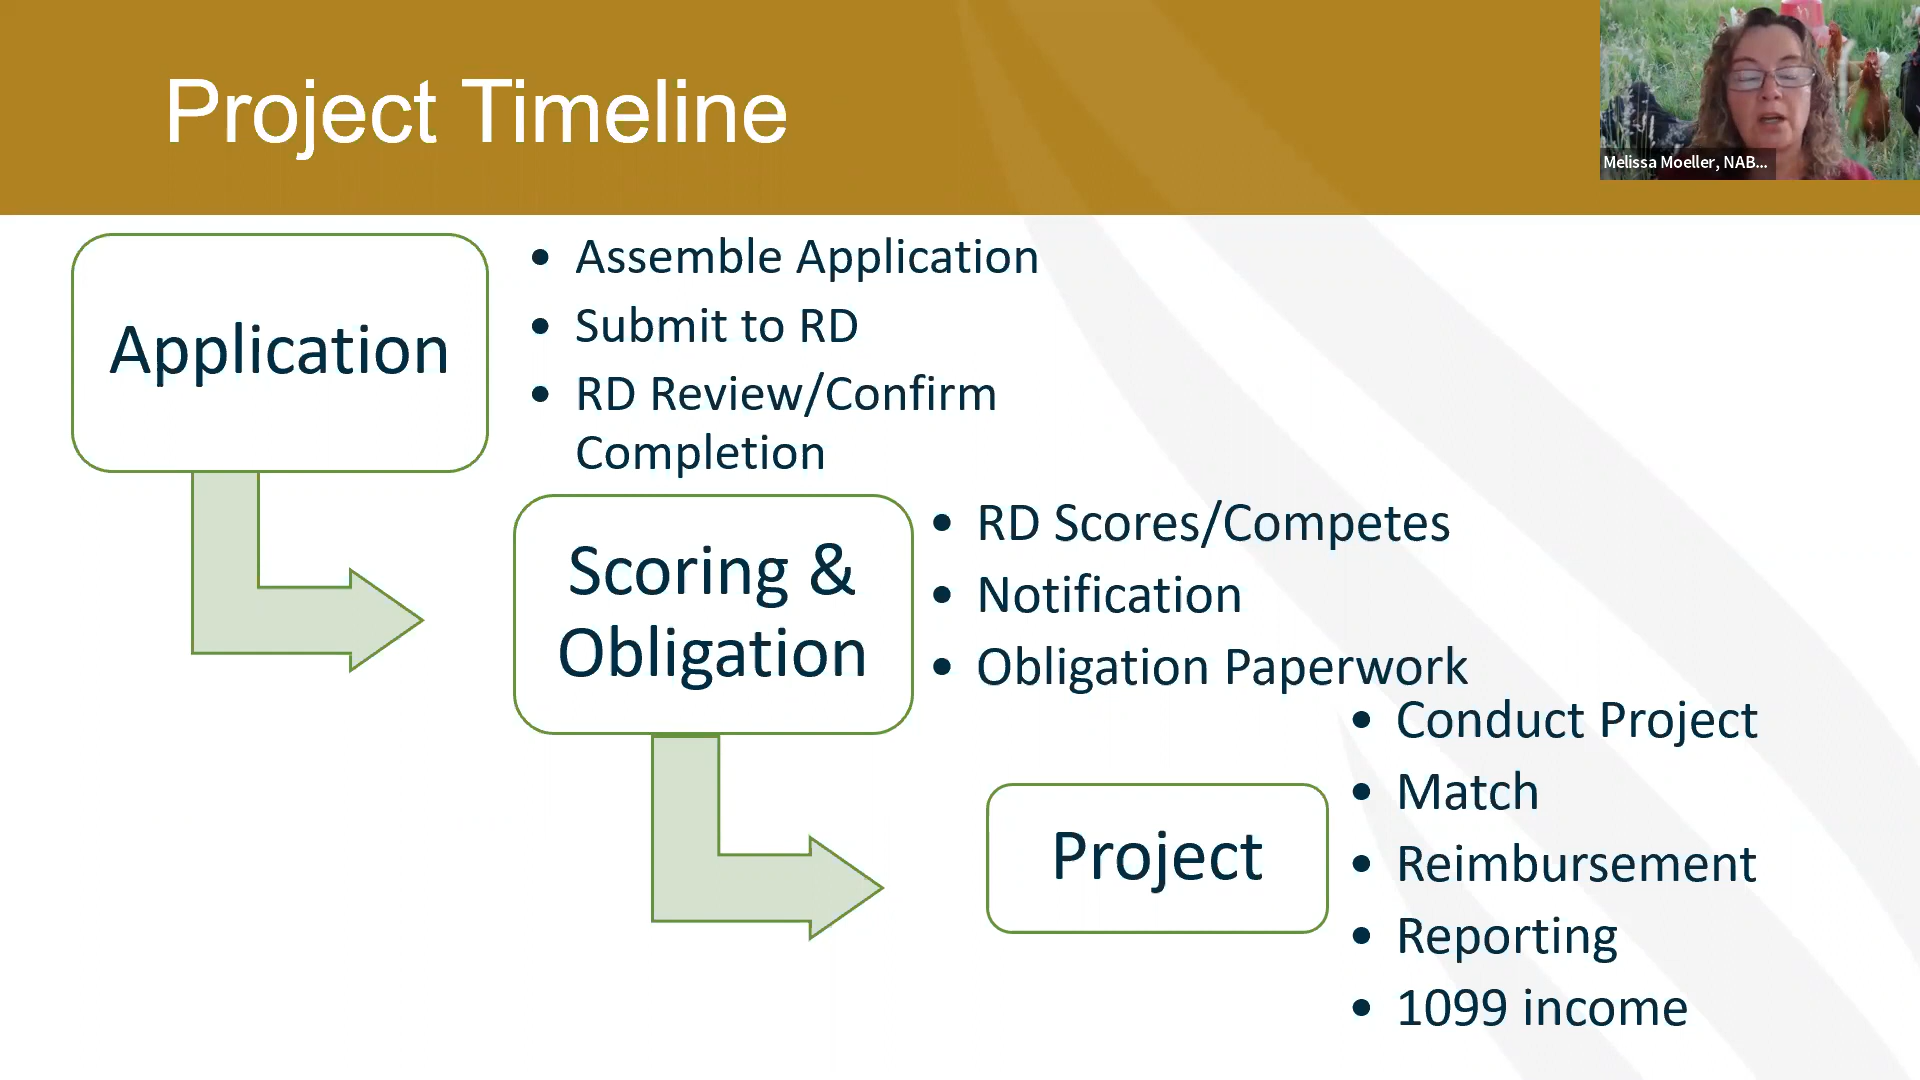 Project Timeline
Melissa Moeller, NAB...
Application
• Assemble Application
• Submit to RD
• RD Review/Confirm
Completion
Scoring &
Obligation
• RD Scores/Competes
• Notification
• Obligation Paperwork
Project
• Conduct Project
• Match
• Reimbursement
• Reporting
• 1099 income